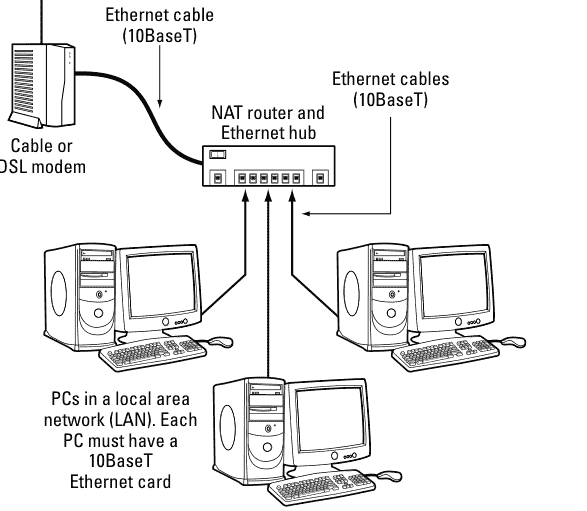 Ethernet cable
(10BaseT)
Ethernet cables
(10BaseT)
NAT router and
Ethernet hub
Cable or
DSL modem
PCs in a local area
network (LAN). Each
PC must have a
10BaseT
Ethernet card